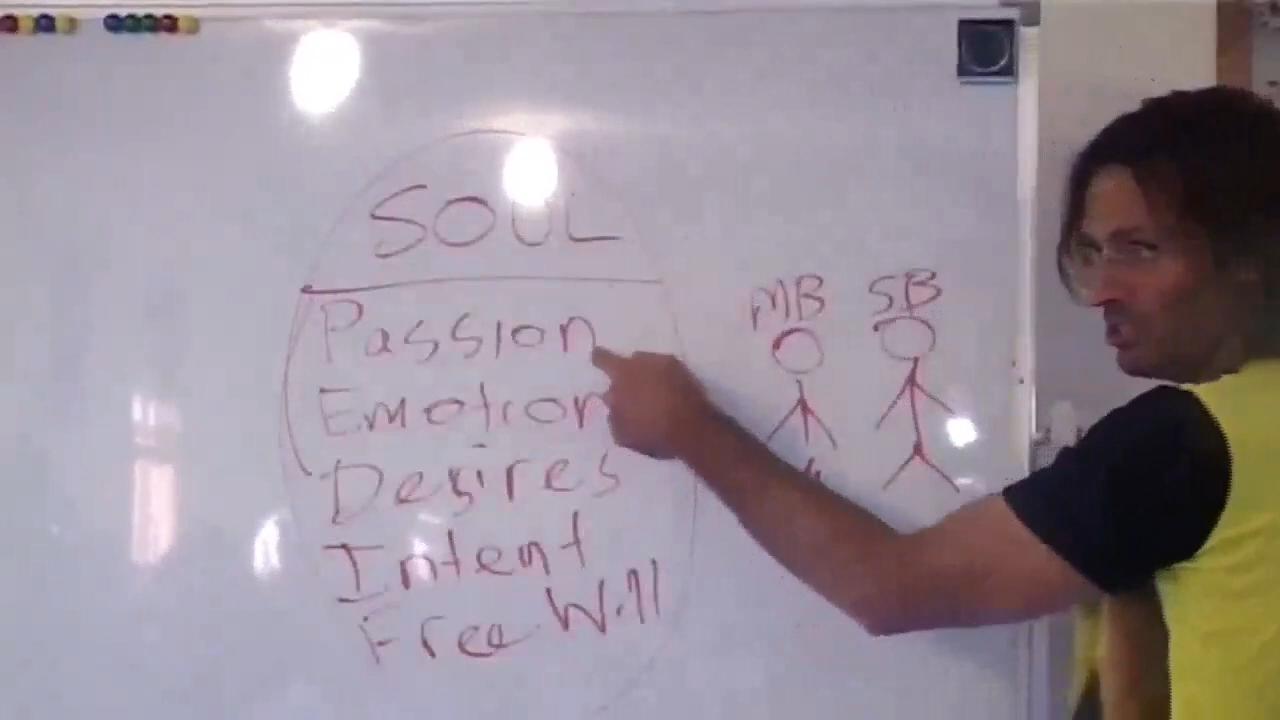 SOUL
Passion
Emotion
Desires
Intent
Free Will
MB SB